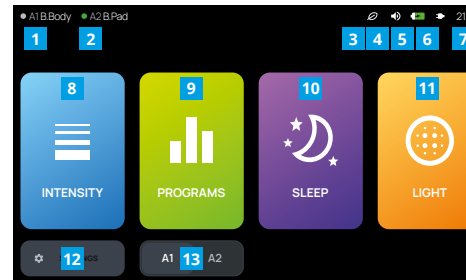 A1 B.Body A2 B.Pad 21
1 2 3 4 5 6 7
8 9 10 11
INTENSITY PROGRAMS SLEEP LIGHT
12 A1 13 A2